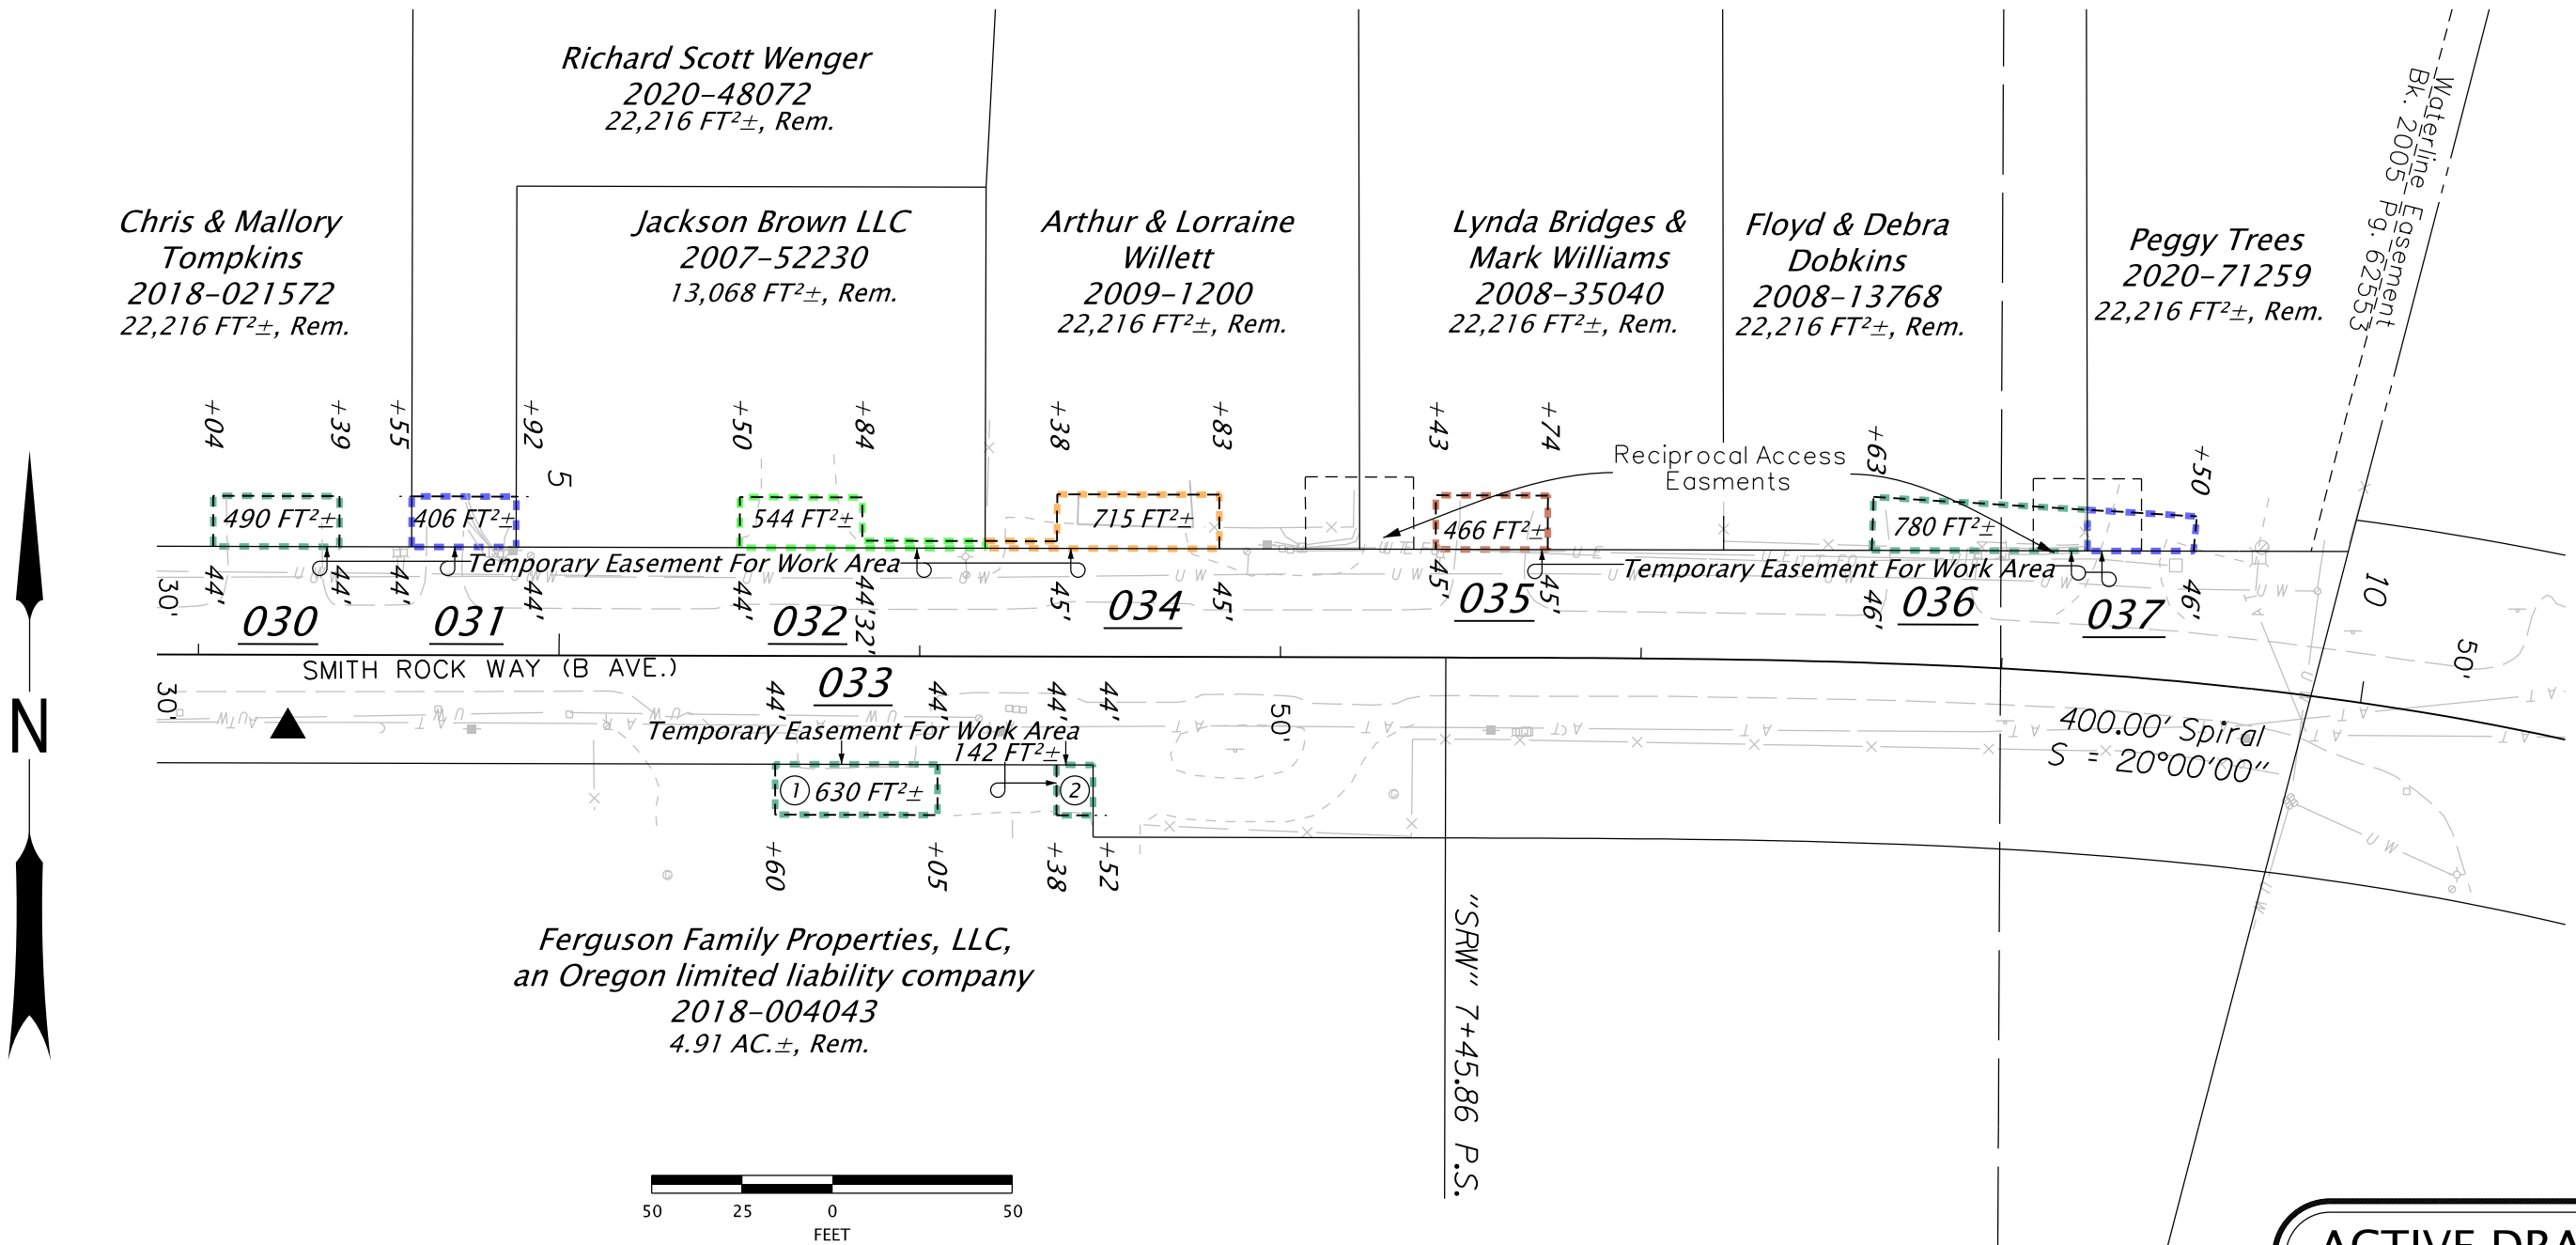 Richard Scott Wenger
2020-48072
22,216 FT²±, Rem.
Chris & Mallory
Tompkins
2018-021572
22,216 FT²±, Rem.
Jackson Brown LLC
2007-52230
13,068 FT²±, Rem.
Arthur & Lorraine
Willett
2009-1200
22,216 FT²±, Rem.
Lynda Bridges &
Mark Williams
2008-35040
22,216 FT²±, Rem.
Floyd & Debra
Dobkins
2008-13768
22,216 FT²±, Rem.
Peggy Trees
2020-71259
22,216 FT²±, Rem.
Waterline Easement
Bk. 2005 Pg. 62553
+04
+39
+55
+92
5
+50
+84
+38
+83
+43
+74
+63
+50
Reciprocal Access
Easments
490 FT²±
406 FT²±
544 FT²±
715 FT²±
466 FT²±
780 FT²±
Temporary Easement For Work Area
Temporary Easement For Work Area
30'
44'
44'
44'
44'
44'
44'
32'
45'
45'
45'
45'
46'
46'
10
50'
030
031
032
034
035
036
037
SMITH ROCK WAY (B AVE.)
033
30'
44'
44'
44'
44'
50'
Temporary Easement For Work Area
142 FT²±
1 630 FT²±
2
400.00' Spiral
S = 20°00'00"
+60
+05
+38
+52
N
Ferguson Family Properties, LLC,
an Oregon limited liability company
2018-004043
4.91 AC.±, Rem.
"SRW" 7+45.86 P.S.
50 25 0 50
FEET